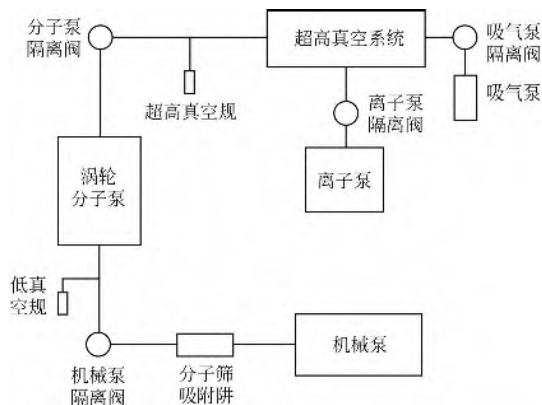 分子泵
隔离阀
超高真空系统
吸气泵
隔离阀
吸气泵
超高真空规
离子泵
隔离阀
离子泵
涡轮
分子泵
低真
空规
机械泵
隔离阀
分子筛
吸附阱
机械泵